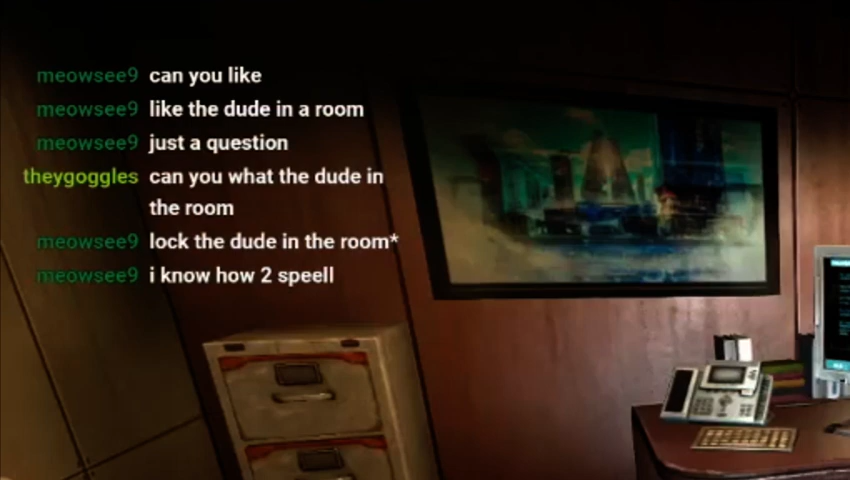 meowsee9 can you like
meowsee9 like the dude in a room
meowsee9 just a question
theygoggles can you what the dude in
the room
meowsee9 lock the dude in the room*
meowsee9 i know how 2 speell